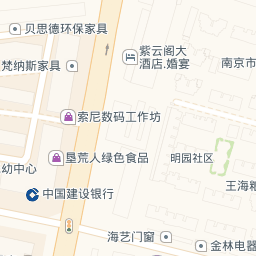 贝思德环保家具
紫云阁大
酒店.婚宴
南京市
梵纳斯家具
索尼数码工作坊
垦荒人绿色食品
明园社区
幼中心
王海粮
中国建设银行
海艺门窗
金林电器